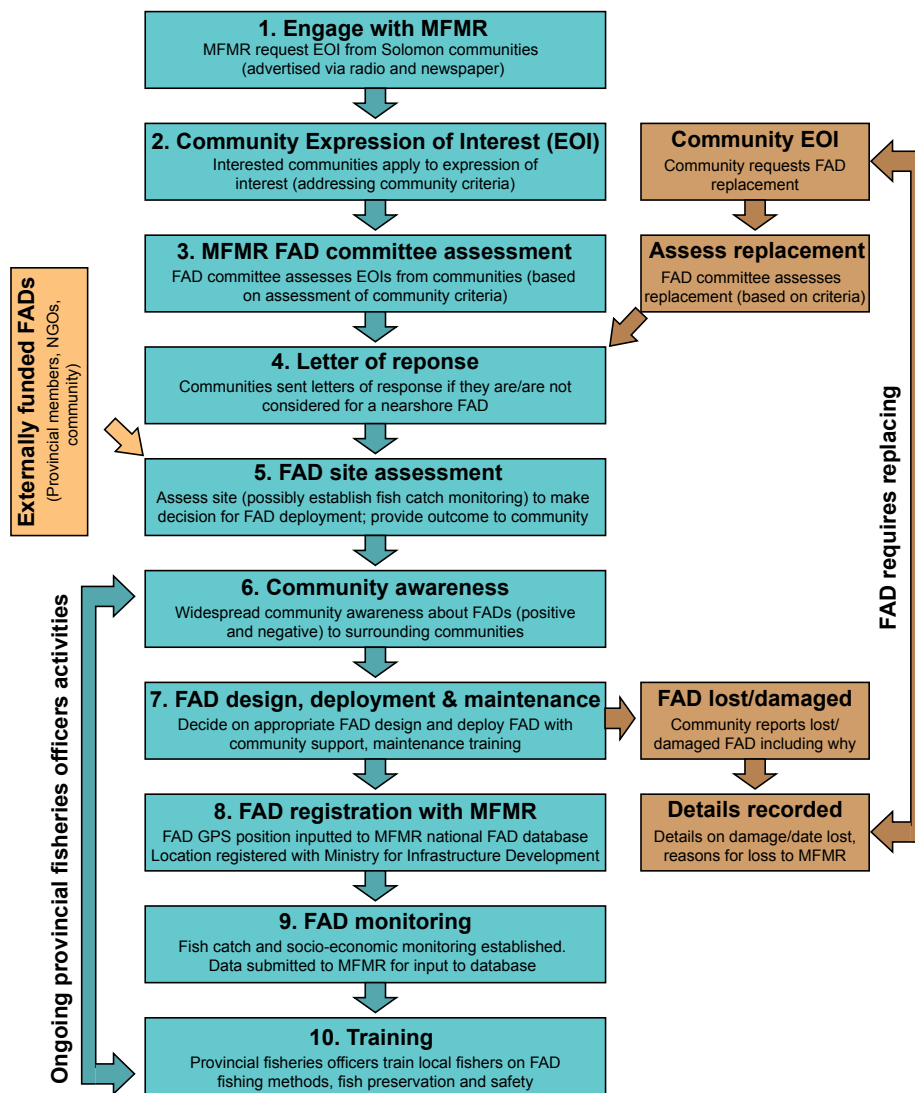 1. Engage with MFMR
MFMR request EOI from Solomon communities
(advertised via radio and newspaper)
2. Community Expression of Interest (EOI)
Interested communities apply to expression of
interest (addressing community criteria)
Community EOI
Community requests FAD
replacement
3. MFMR FAD committee assessment
FAD committee assesses EOIs from communities (based
on assessment of community criteria)
Assess replacement
FAD committee assesses
replacement (based on criteria)
Externally funded FADs
(Provincial members, NGOs,
community)
4. Letter of reponse
Communities sent letters of response if they are/are not
considered for a nearshore FAD
5. FAD site assessment
Assess site (possibly establish fish catch monitoring) to make
decision for FAD deployment; provide outcome to community
FAD requires replacing
6. Community awareness
Widespread community awareness about FADs (positive
and negative) to surrounding communities
7. FAD design, deployment & maintenance
Decide on appropriate FAD design and deploy FAD with
community support, maintenance training
FAD lost/damaged
Community reports lost/
damaged FAD including why
8. FAD registration with MFMR
FAD GPS position inputted to MFMR national FAD database
Location registered with Ministry for Infrastructure Development
Details recorded
Details on damage/date lost,
reasons for loss to MFMR
Ongoing provincial fisheries officers activities
9. FAD monitoring
Fish catch and socio-economic monitoring established.
Data submitted to MFMR for input to database
10. Training
Provincial fisheries officers train local fishers on FAD
fishing methods, fish preservation and safety